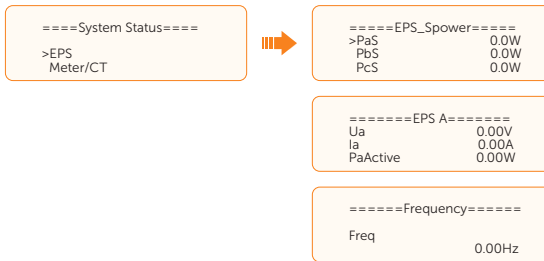 ====System Status====
>EPS
Meter/CT
=====EPS_Spower=====
>PaS 0.0W
PbS 0.0W
PcS 0.0W
=======EPS A=======
Ua 0.00V
Ia 0.00A
PaActive 0.00W
======Frequency======
Freq
0.00Hz